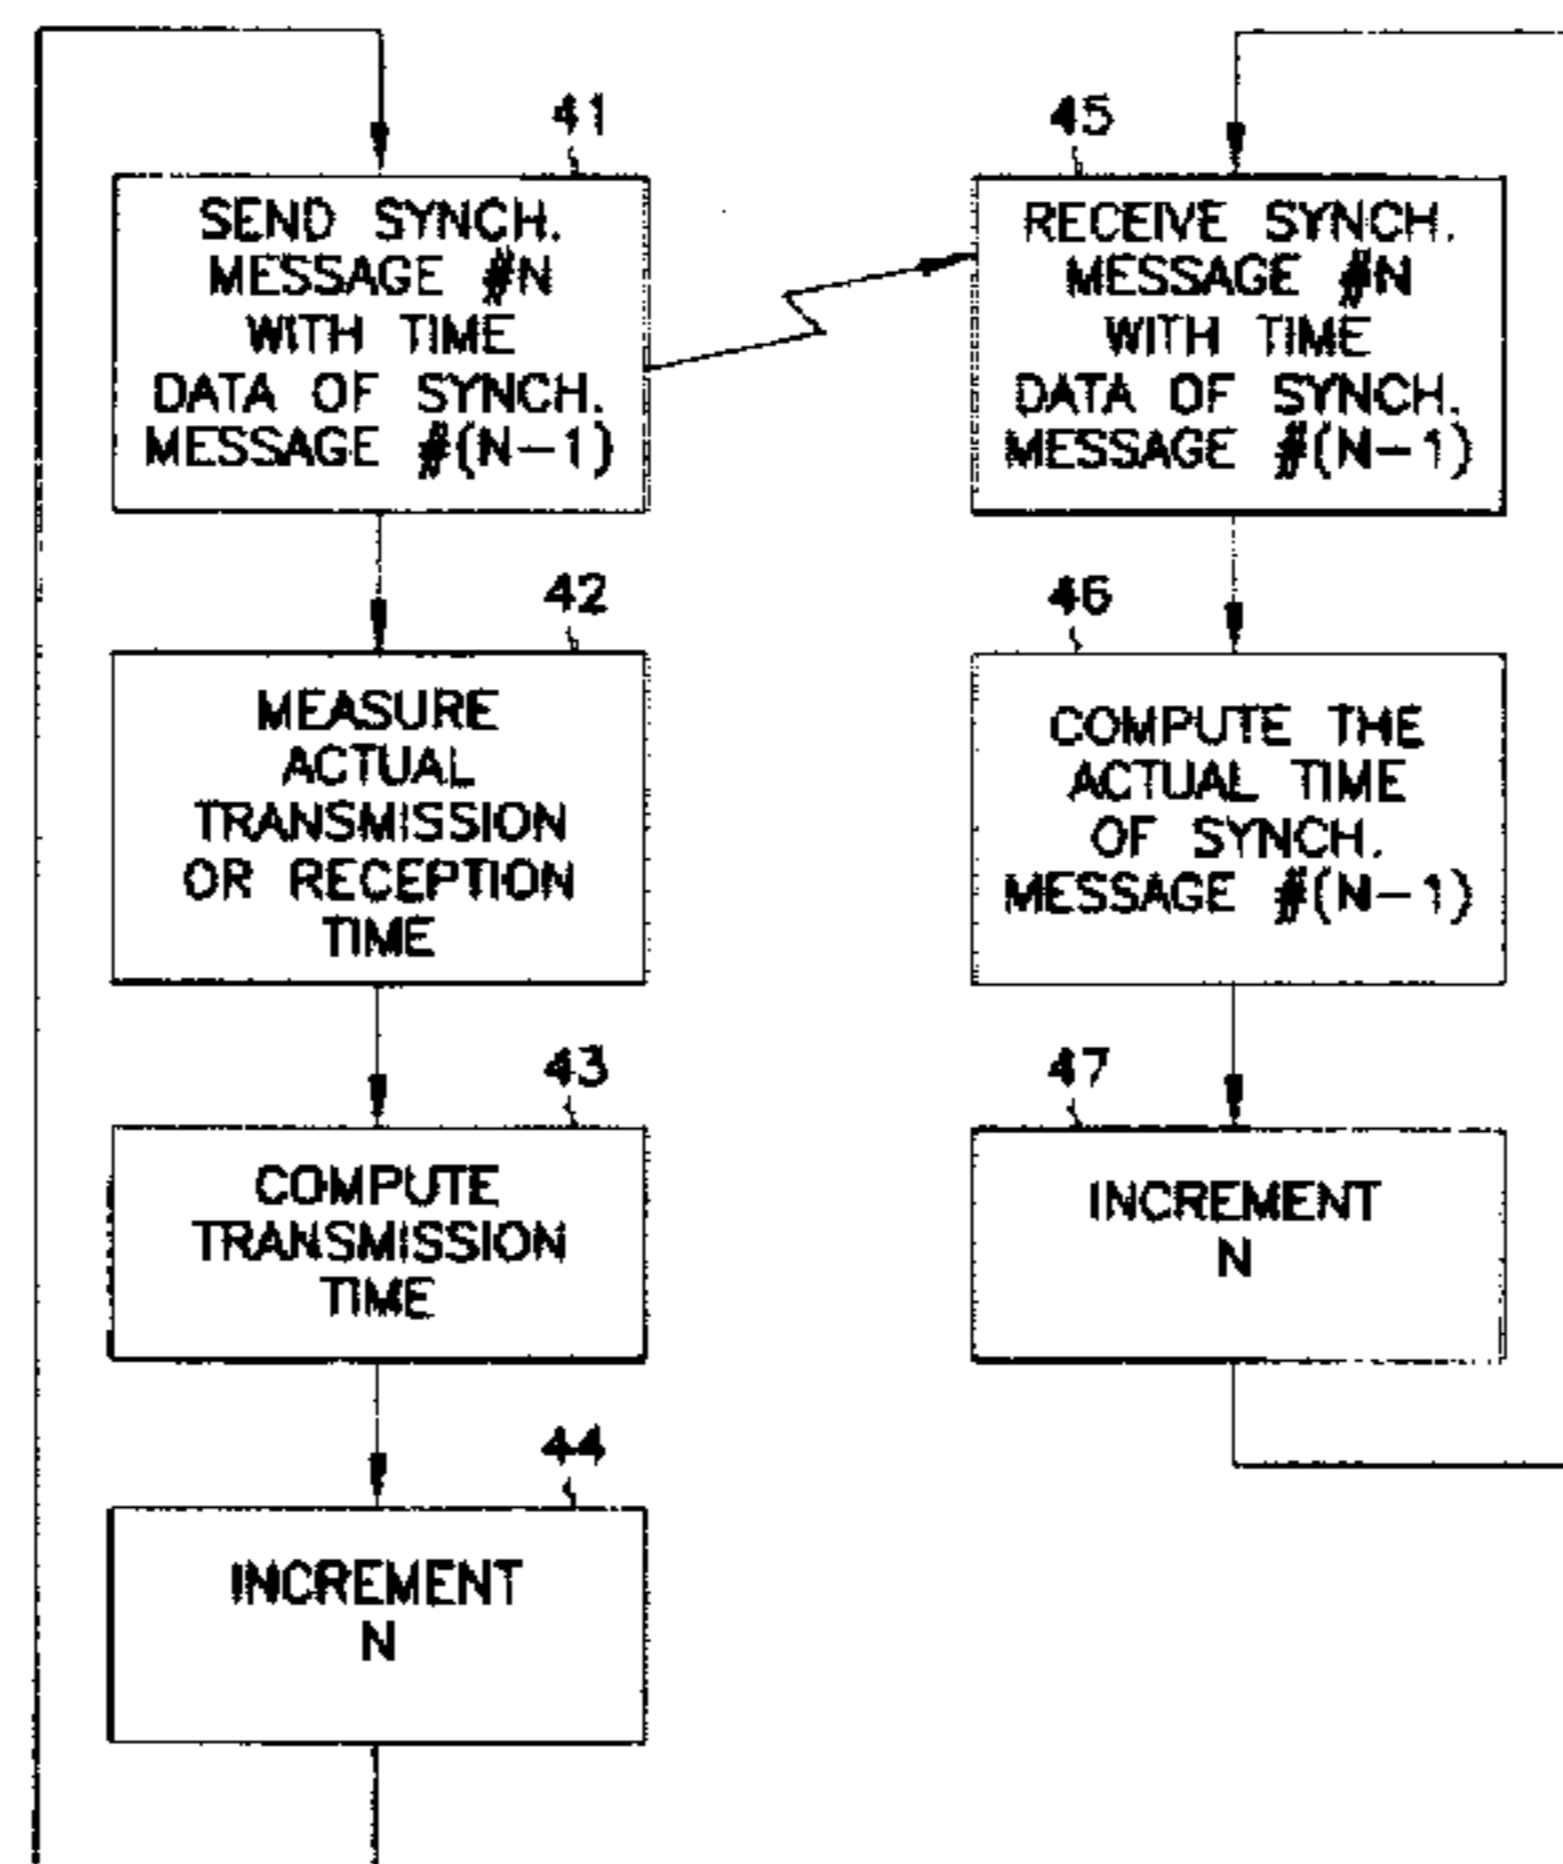 41
SEND SYNCH.
MESSAGE #N
WITH TIME
DATA OF SYNCH.
MESSAGE #(N-1)
42
MEASURE
ACTUAL
TRANSMISSION
OR RECEPTION
TIME
43
COMPUTE
TRANSMISSION
TIME
44
INCREMENT
N
45
RECEIVE SYNCH.
MESSAGE #N
WITH TIME
DATA OF SYNCH.
MESSAGE #(N-1)
46
COMPUTE THE
ACTUAL TIME
OF SYNCH.
MESSAGE #(N-1)
47
INCREMENT
N